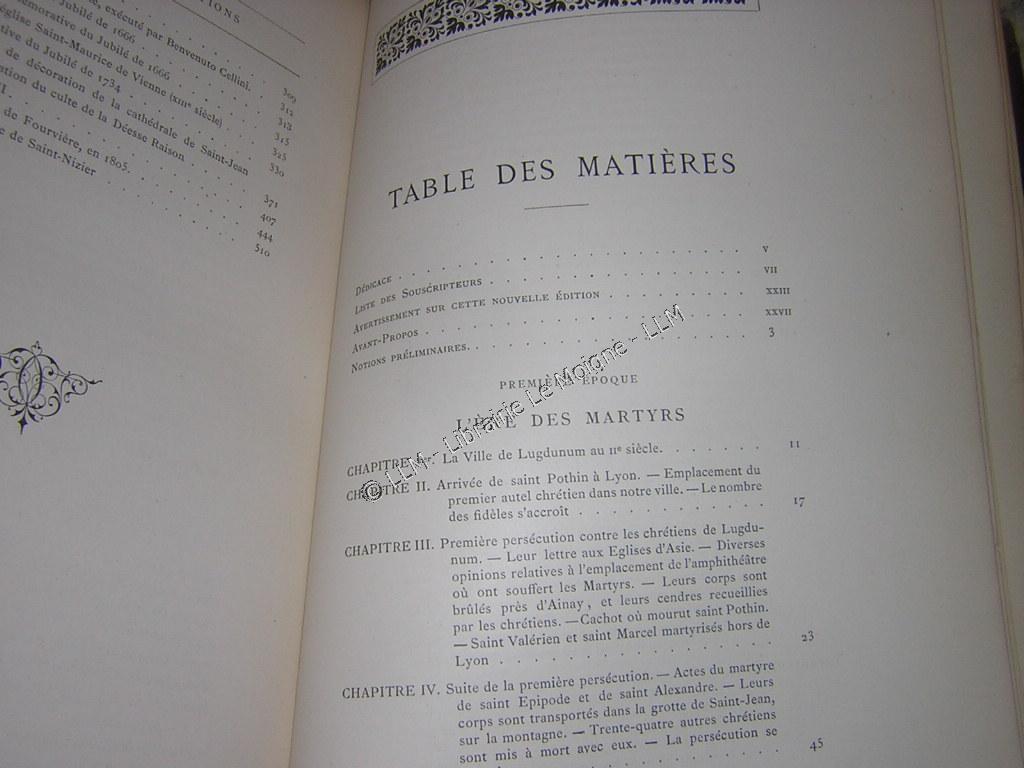 TIONS
exécuté par Benvenuto Cellini.
Jubilé de 1666
morative du Jubilé de 1666
église Saint-Maurice de Vienne (XIIIe siècle)
tive du Jubilé de 1734
de décoration de la cathédrale de Saint-Jean
ation du culte de la Déesse Raison
de Fourvière, en 1805.
e de Saint-Nizier
309
312
313
315
325
330
371
407
444
510
TABLE DES MATIÈRES
DÉDICACE . . . V
LISTE DES SOUSCRIPTEURS . . . VII
AVERTISSEMENT SUR CETTE NOUVELLE ÉDITION . . . XXIII
AVANT-PROPOS . . . XXVII
NOTIONS PRÉLIMINAIRES. . . . 3
PREMIÈRE ÉPOQUE
L'ÈRE DES MARTYRS
CHAPITRE Ier. La Ville de Lugdunum au IIe siècle. . . . 11
CHAPITRE II. Arrivée de saint Pothin à Lyon. — Emplacement du
premier autel chrétien dans notre ville. — Le nombre
des fidèles s'accroît . . . 17
CHAPITRE III. Première persécution contre les chrétiens de Lugdu-
num. — Leur lettre aux Eglises d'Asie. — Diverses
opinions relatives à l'emplacement de l'amphithéâtre
où ont souffert les Martyrs. — Leurs corps sont
brûlés près d'Ainay, et leurs cendres recueillies
par les chrétiens. — Cachot où mourut saint Pothin.
— Saint Valérien et saint Marcel martyrisés hors de
Lyon . . . 23
CHAPITRE IV. Suite de la première persécution. — Actes du martyre
de saint Epipode et de saint Alexandre. — Leurs
corps sont transportés dans la grotte de Saint-Jean,
sur la montagne. — Trente-quatre autres chrétiens
sont mis à mort avec eux. — La persécution se
45
© LLM - Librairie Le Moigne - LLM